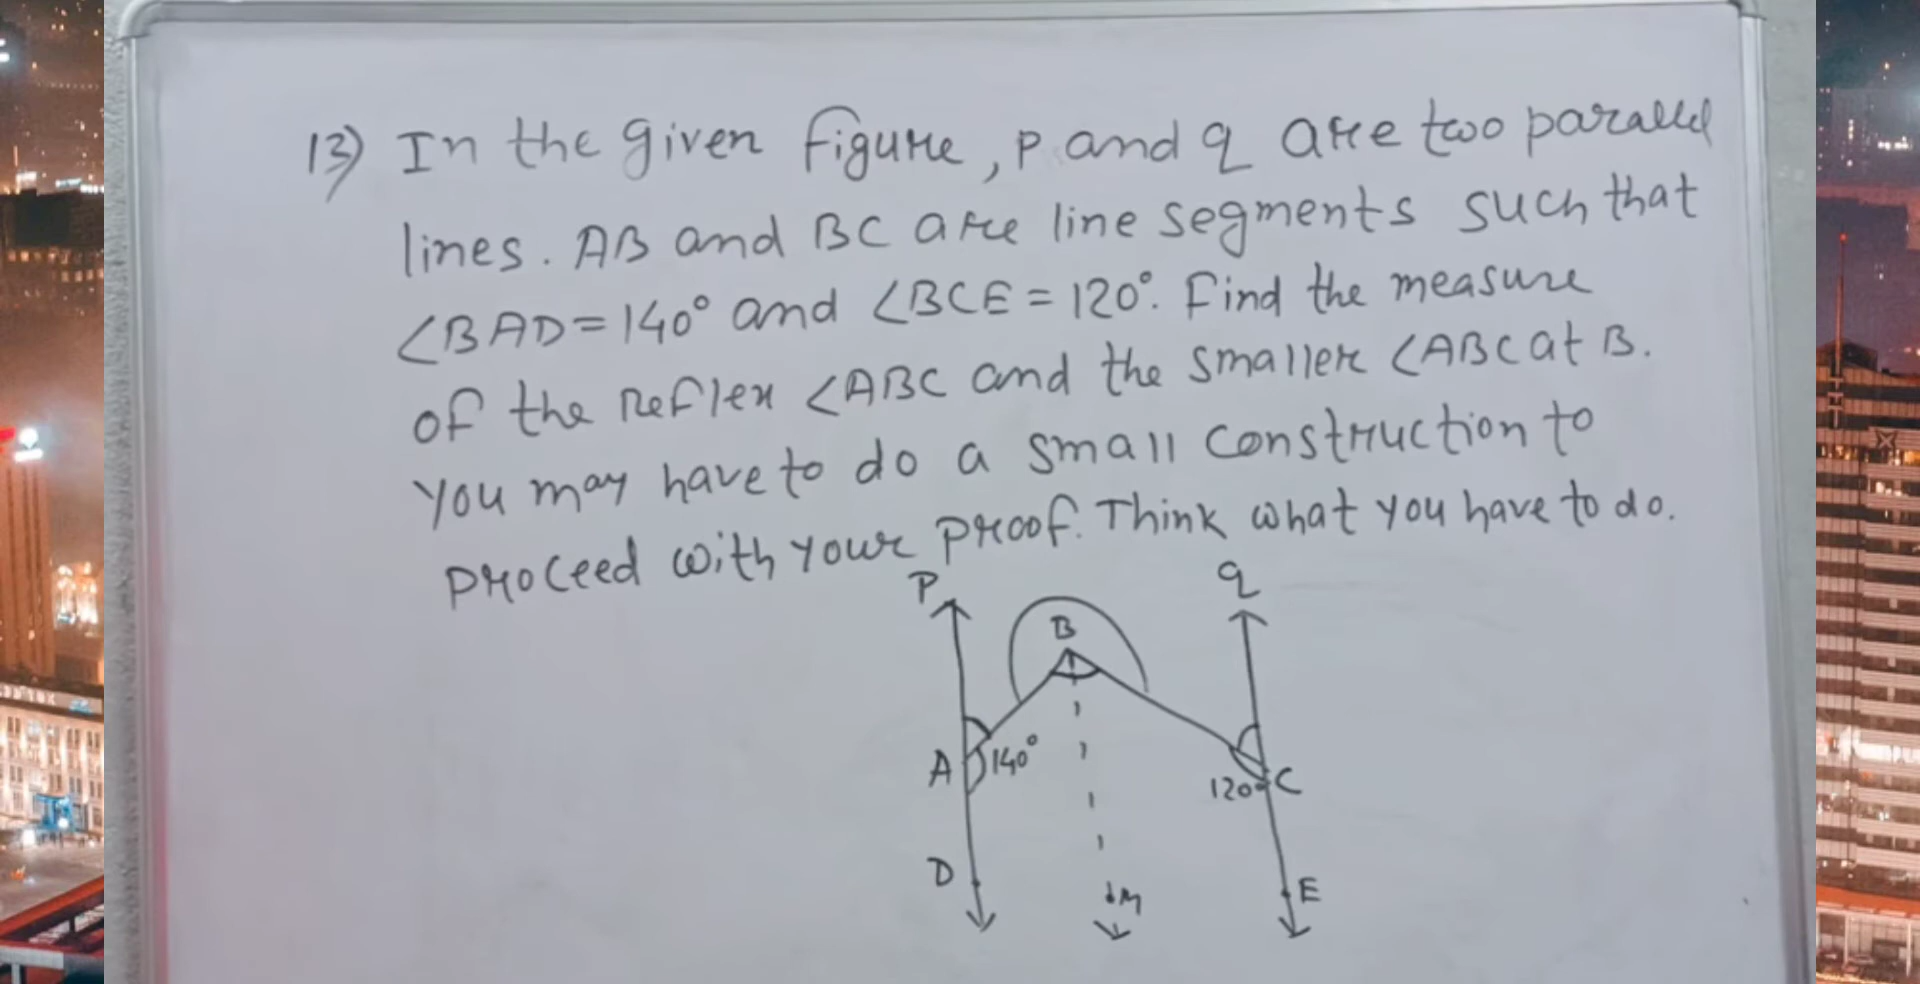 13) In the given figure, p and q are two parallel
lines. AB and BC are line segments such that
∠BAD=140° and ∠BCE=120°. Find the measure
of the Reflex ∠ABC and the smaller ∠ABC at B.
You may have to do a small construction to
proceed with your proof. Think what you have to do.
P q
B
A 140° 120° C
D M E